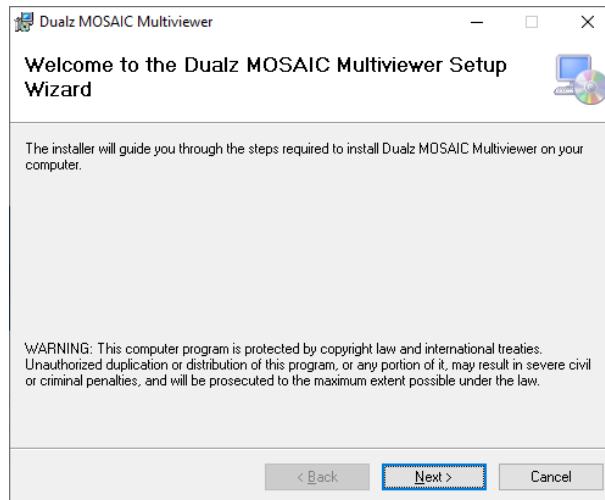 Dualz MOSAIC Multiviewer
Welcome to the Dualz MOSAIC Multiviewer Setup
Wizard
The installer will guide you through the steps required to install Dualz MOSAIC Multiviewer on your
computer.
WARNING: This computer program is protected by copyright law and international treaties.
Unauthorized duplication or distribution of this program, or any portion of it, may result in severe civil
or criminal penalties, and will be prosecuted to the maximum extent possible under the law.
< Back
Next >
Cancel